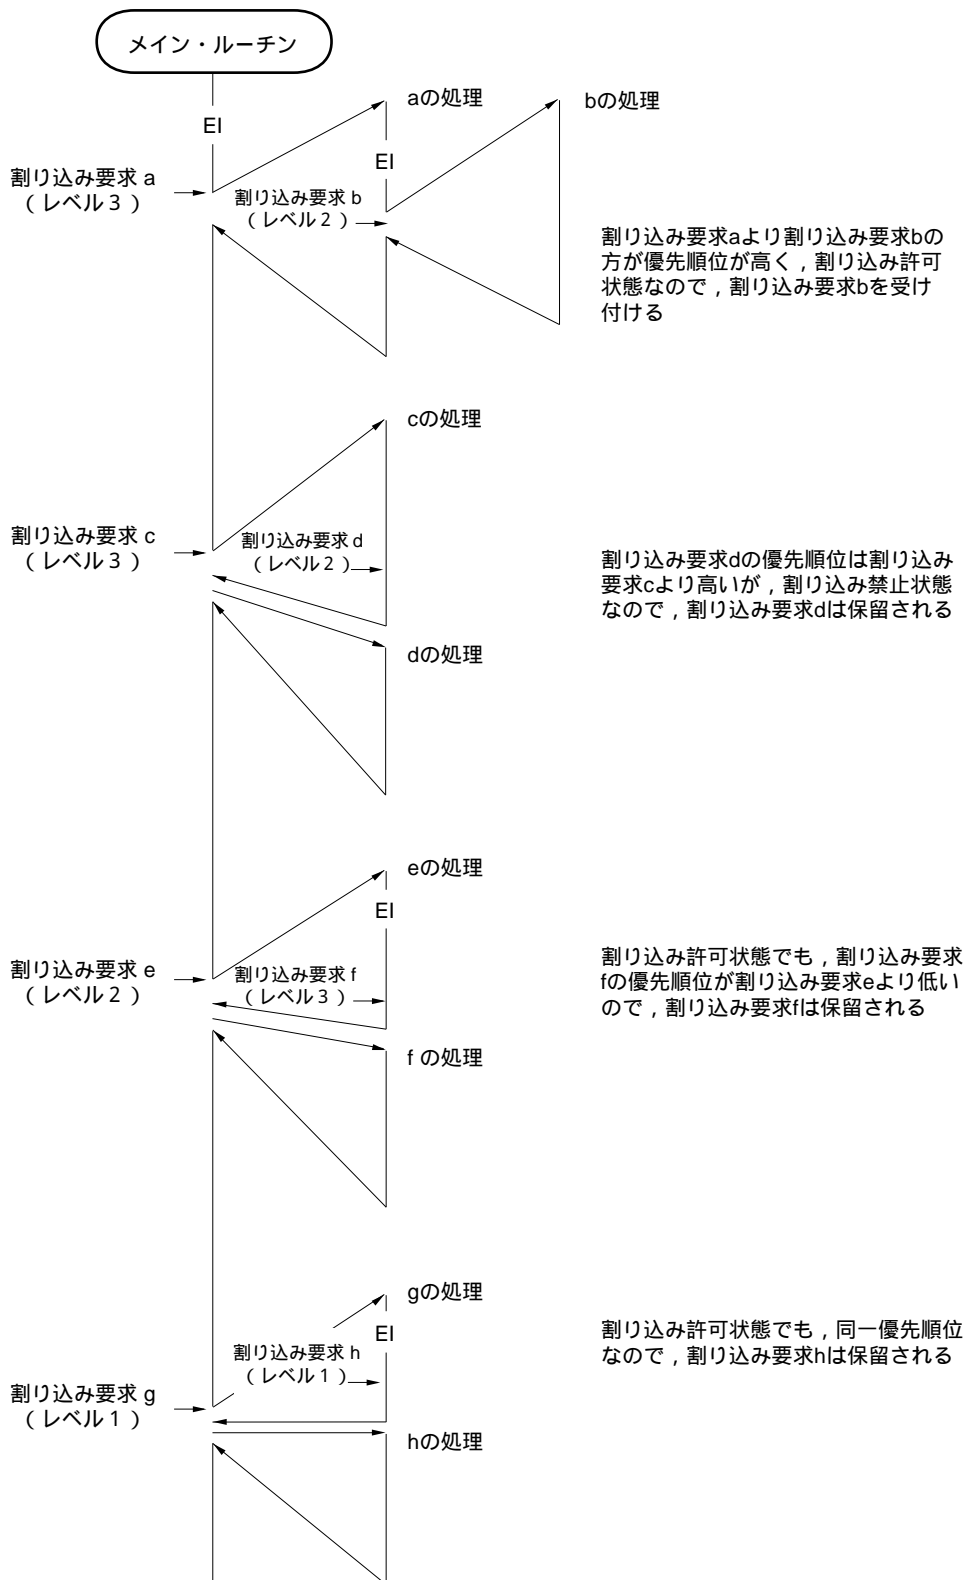 メイン・ルーチン
EI
aの処理
bの処理
EI
割り込み要求 a
（レベル３）
割り込み要求 b
（レベル２）
割り込み要求aより割り込み要求bの
方が優先順位が高く，割り込み許可
状態なので，割り込み要求bを受け
付ける
cの処理
割り込み要求 c
（レベル３）
割り込み要求 d
（レベル２）
割り込み要求dの優先順位は割り込み
要求cより高いが，割り込み禁止状態
なので，割り込み要求dは保留される
dの処理
eの処理
EI
割り込み要求 e
（レベル２）
割り込み要求 f
（レベル３）
割り込み許可状態でも，割り込み要求
fの優先順位が割り込み要求eより低い
ので，割り込み要求fは保留される
f の処理
gの処理
EI
割り込み要求 h
（レベル１）
割り込み許可状態でも，同一優先順位
なので，割り込み要求hは保留される
割り込み要求 g
（レベル１）
hの処理